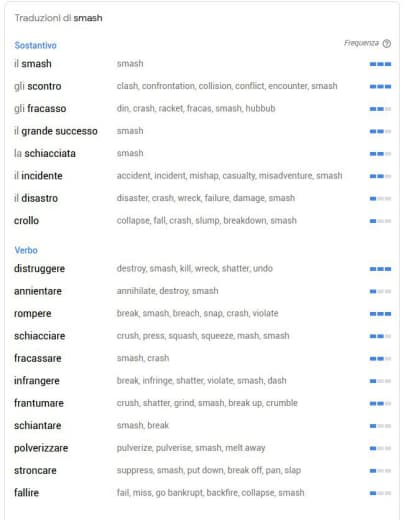 Traduzioni di smash
Sostantivo Frequenza
il smash smash
gli scontro clash, confrontation, collision, conflict, encounter, smash
gli fracasso din, crash, racket, fracas, smash, hubbub
il grande successo smash
la schiacciata smash
il incidente accident, incident, mishap, casualty, misadventure, smash
il disastro disaster, crash, wreck, failure, damage, smash
crollo collapse, fall, crash, slump, breakdown, smash
Verbo
distruggere destroy, smash, kill, wreck, shatter, undo
annientare annihilate, destroy, smash
rompere break, smash, breach, snap, crash, violate
schiacciare crush, press, squash, squeeze, mash, smash
fracassare smash, crash
infrangere break, infringe, shatter, violate, smash, dash
frantumare crush, shatter, grind, smash, break up, crumble
schiantare smash, break
polverizzare pulverize, pulverise, smash, melt away
stroncare suppress, smash, put down, break off, pan, slap
fallire fail, miss, go bankrupt, backfire, collapse, smash